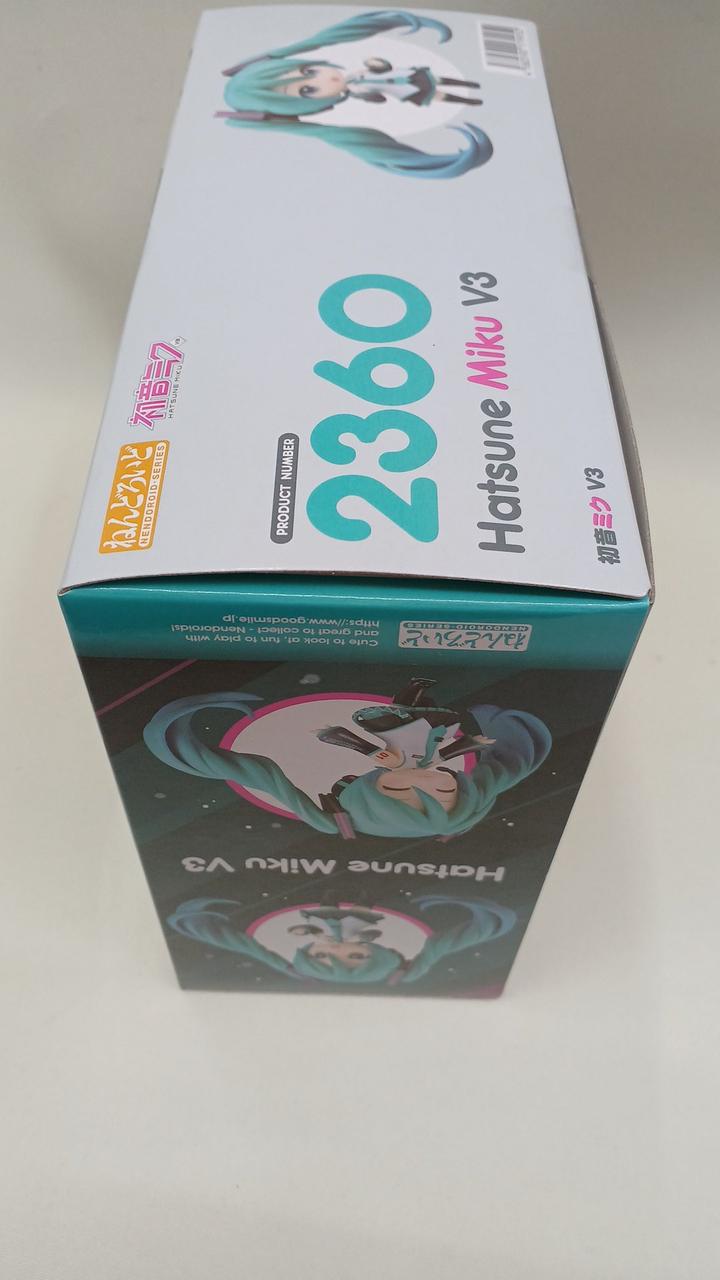 ねんどろいど
NENDOROID・SERIES
初音ミク
HATSUNE MIKU
PRODUCT NUMBER
2360
Hatsune Miku V3
初音ミク V3
Cute to look at, fun to play with
and great to collect - Nendoroids!
https://www.goodsmile.jp
ねんどろいど
NENDOROID・SERIES
Hatsune Miku V3